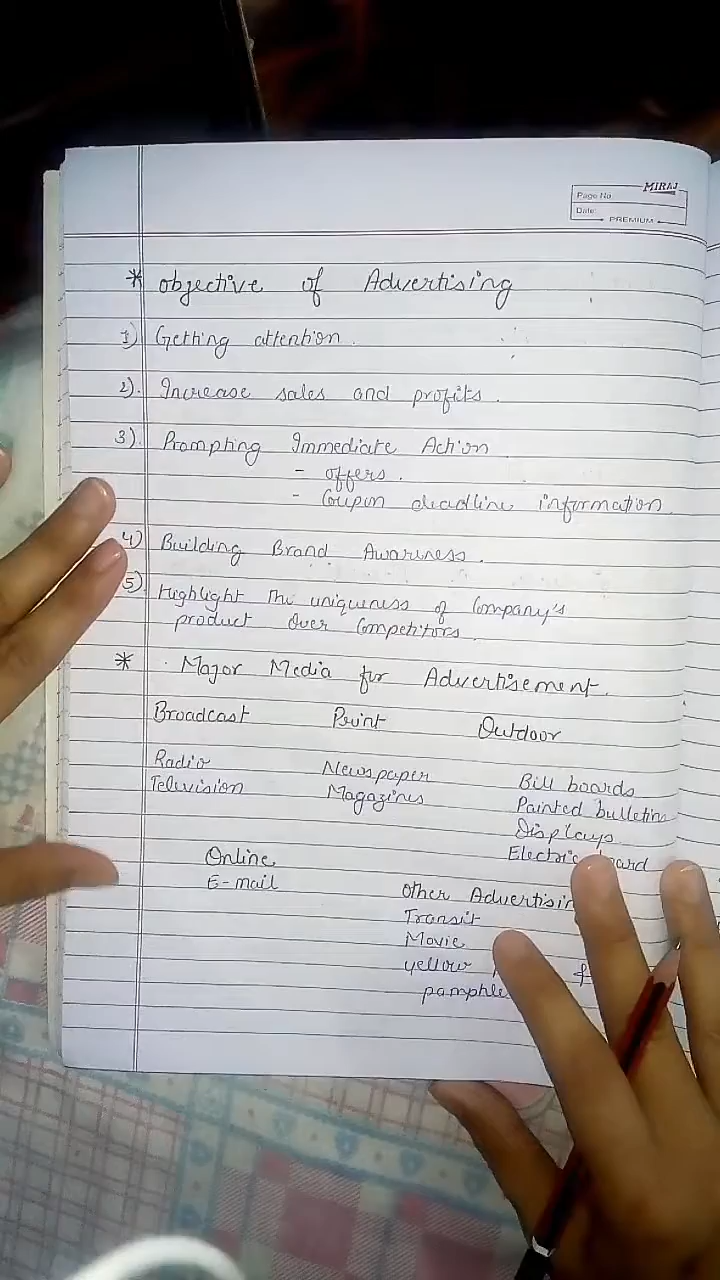 MIRAJ
Page No
Date:
PREMIUM
* Objective of Advertising
1) Getting attention.
2). Increase sales and profits.
3). Prompting Immediate Action
- offers.
- Coupon deadline information.
4) Building Brand Awareness.
5) Highlight The uniqueness of Company's
product Over Competitors.
* . Major Media for Advertisement.
Broadcast Print Outdoor
Radio Newspaper Bill boards
Television Magazines Painted bulletins
Displays
Electric
Online
E-mail Other
Transit
Movie
yellow